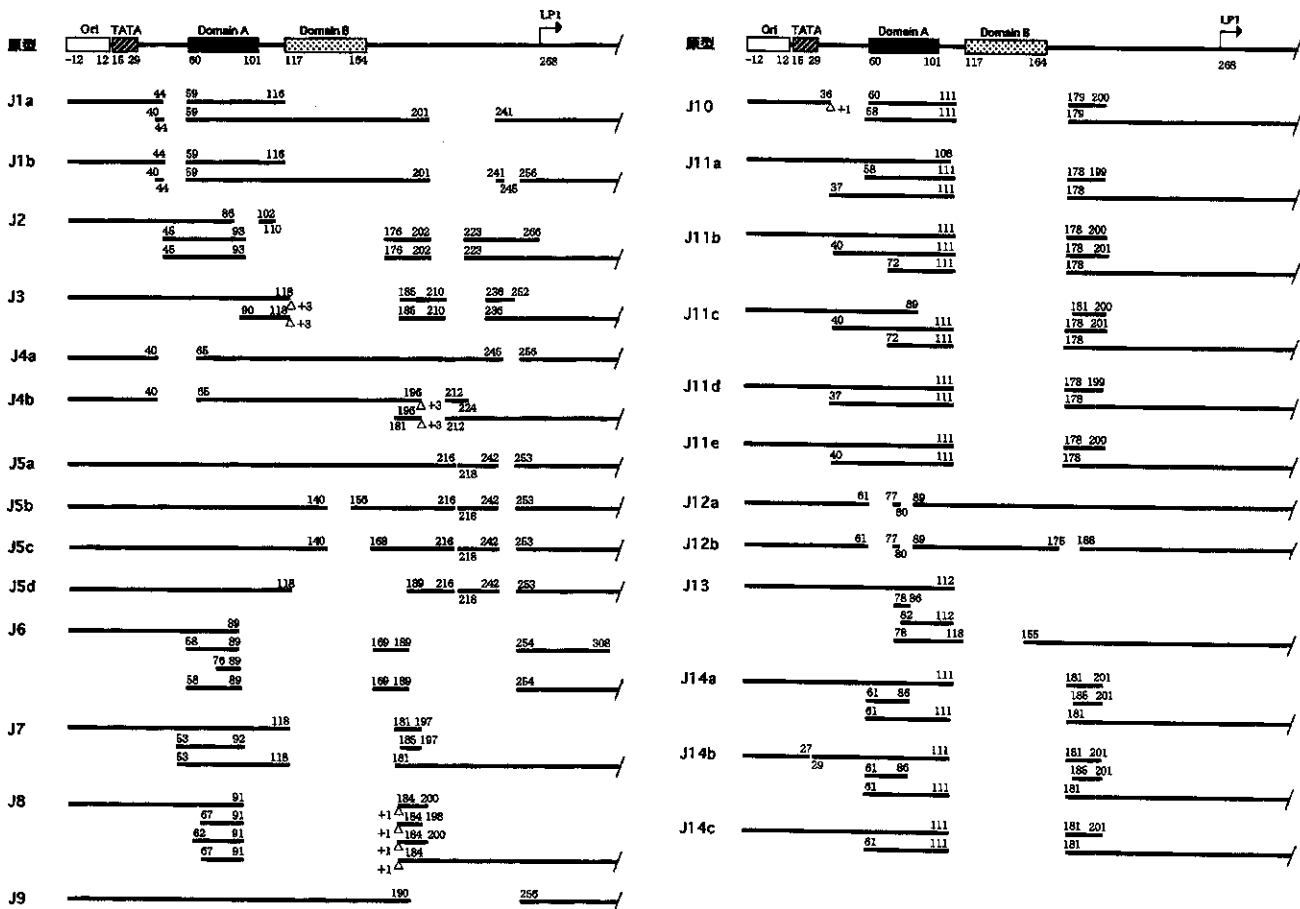 LP1
Ori TATA Domain A Domain B
原型
-12 12 15 29 60 101 117 164 268
J1a
44 59 116
40 59 201 241
44
J1b
44 59 116
40 59 201 241 256
44 245
J2
86 102
110
45 93 176 202 223 266
45 93 176 202 223
J3
118 185 210 236 252
△+3
90 118 185 210 236
△+3
J4a
40 65 245 256
J4b
40 65 196 212
△+3 224
196
181 △+3 212
J5a
216 242 253
218
J5b
140 156 216 242 253
216
J5c
140 168 216 242 253
218
J5d
118 189 216 242 253
218
J6
89
58 89 169 189 254 308
76 89
58 89 169 189 254
J7
118 181 197
53 92 185 197
53 118 181
J8
91 184 200
+1△
67 91 184 198
+1△
62 91 184 200
+1△
67 91 184
+1△
J9
190 256
LP1
Ori TATA Domain A Domain B
原型
-12 12 15 29 60 101 117 164 268
J10
36 60 111 179 200
△+1
58 111 179
J11a
108
58 111 178 199
37 111 178
J11b
111 178 200
40 111 178 201
72 111 178
J11c
89 181 200
40 111 178 201
72 111 178
J11d
111 178 199
37 111 178
J11e
111 178 200
40 111 178
J12a
61 77 89
80
J12b
61 77 89 175 188
80
J13
112
78 86
82 112
78 118 155
J14a
111 181 201
61 86 185 201
61 111 181
J14b
27 111 181 201
29
61 86 185 201
61 111 181
J14c
111 181 201
61 111 181